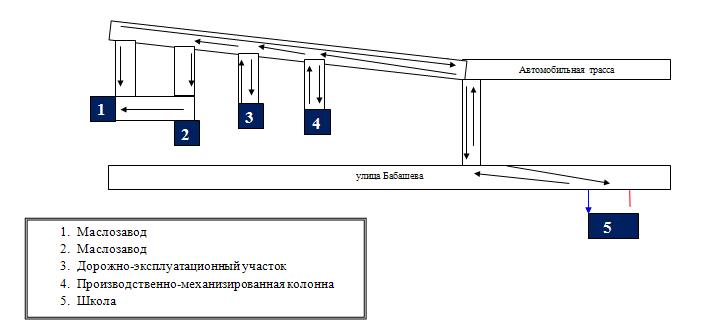 Автомобильная трасса
1
2
3
4
улица Бабашева
5
1. Маслозавод
2. Маслозавод
3. Дорожно-эксплуатационный участок
4. Производственно-механизированная колонна
5. Школа